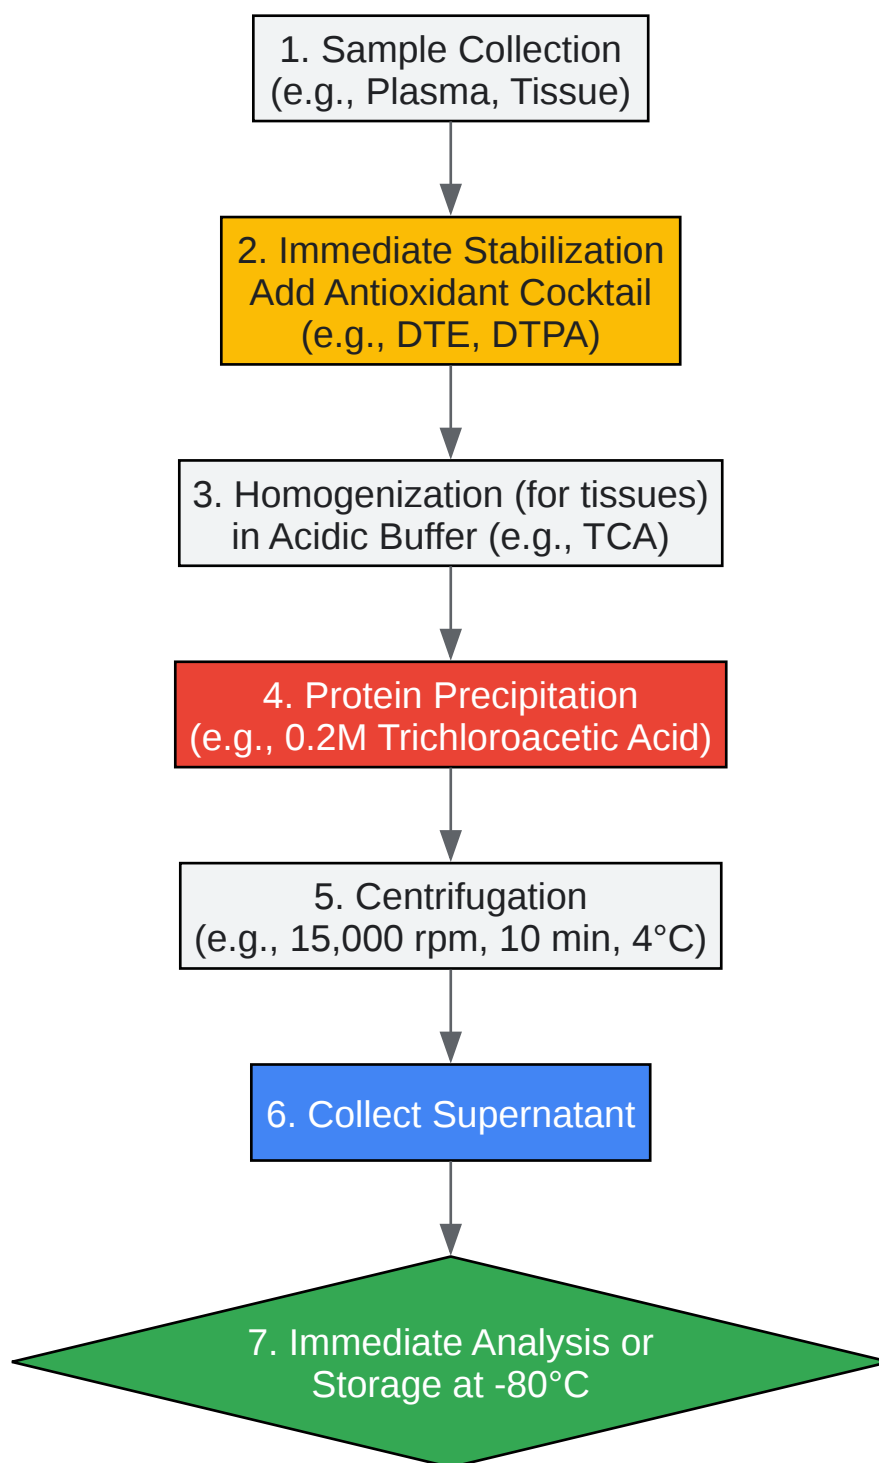 1. Sample Collection
(e.g., Plasma, Tissue)
2. Immediate Stabilization
Add Antioxidant Cocktail
(e.g., DTE, DTPA)
3. Homogenization (for tissues)
in Acidic Buffer (e.g., TCA)
4. Protein Precipitation
(e.g., 0.2M Trichloroacetic Acid)
5. Centrifugation
(e.g., 15,000 rpm, 10 min, 4°C)
6. Collect Supernatant
7. Immediate Analysis or
Storage at -80°C